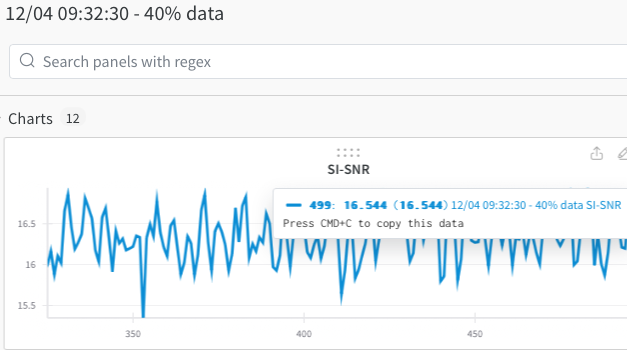 12/04 09:32:30 - 40% data
Search panels with regex
Charts 12
SI-SNR
499: 16.544 (16.544) 12/04 09:32:30 - 40% data SI-SNR
Press CMD+C to copy this data
16.5
16
15.5
350 400 450